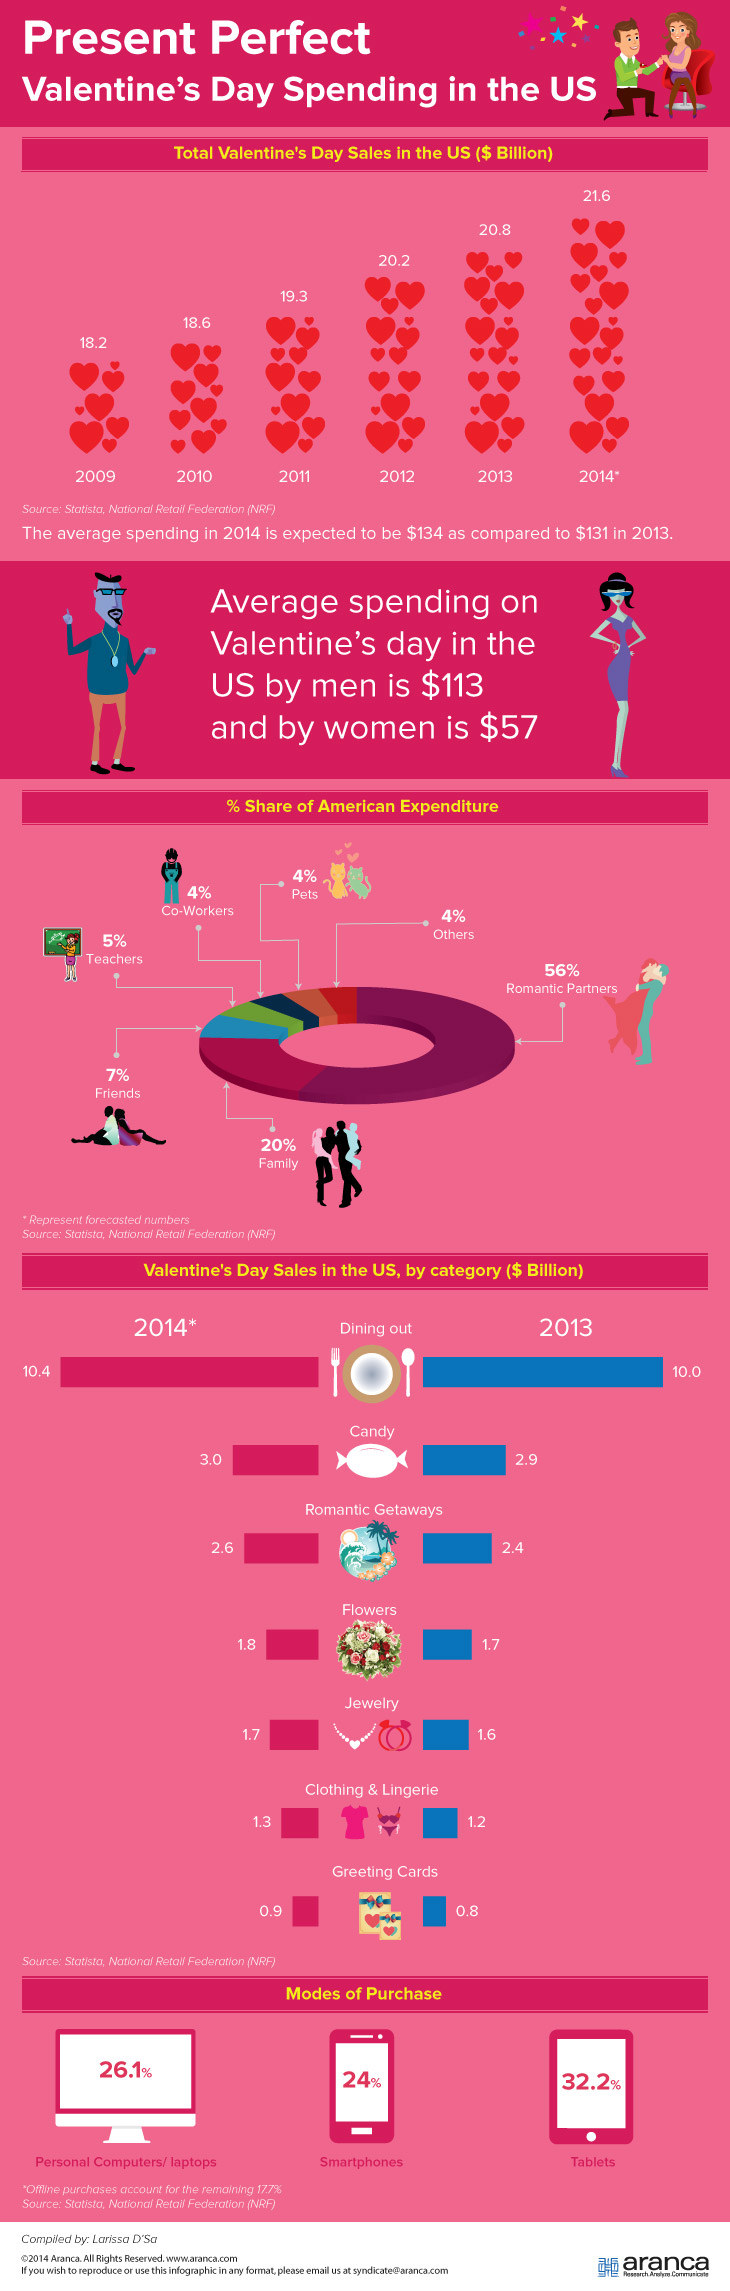 Present Perfect
Valentine's Day Spending in the US
Total Valentine's Day Sales in the US ($ Billion)
18.2
18.6
19.3
20.2
20.8
21.6
2009
2010
2011
2012
2013
2014*
Source: Statista, National Retail Federation (NRF)
The average spending in 2014 is expected to be $134 as compared to $131 in 2013.
Average spending on
Valentine's day in the
US by men is $113
and by women is $57
% Share of American Expenditure
4%
Co-Workers
4%
Pets
4%
Others
5%
Teachers
56%
Romantic Partners
7%
Friends
20%
Family
* Represent forecasted numbers
Source: Statista, National Retail Federation (NRF)
Valentine's Day Sales in the US, by category ($ Billion)
2014*
2013
Dining out
10.4
10.0
Candy
3.0
2.9
Romantic Getaways
2.6
2.4
Flowers
1.8
1.7
Jewelry
1.7
1.6
Clothing & Lingerie
1.3
1.2
Greeting Cards
0.9
0.8
Source: Statista, National Retail Federation (NRF)
Modes of Purchase
26.1%
24%
32.2%
Personal Computers/ laptops
Smartphones
Tablets
*Offline purchases account for the remaining 17.7%
Source: Statista, National Retail Federation (NRF)
Compiled by: Larissa D'Sa
©2014 Aranca. All Rights Reserved. www.aranca.com
If you wish to reproduce or use this infographic in any format, please email us at syndicate@aranca.com
aranca
Research.Analyze.Communicate